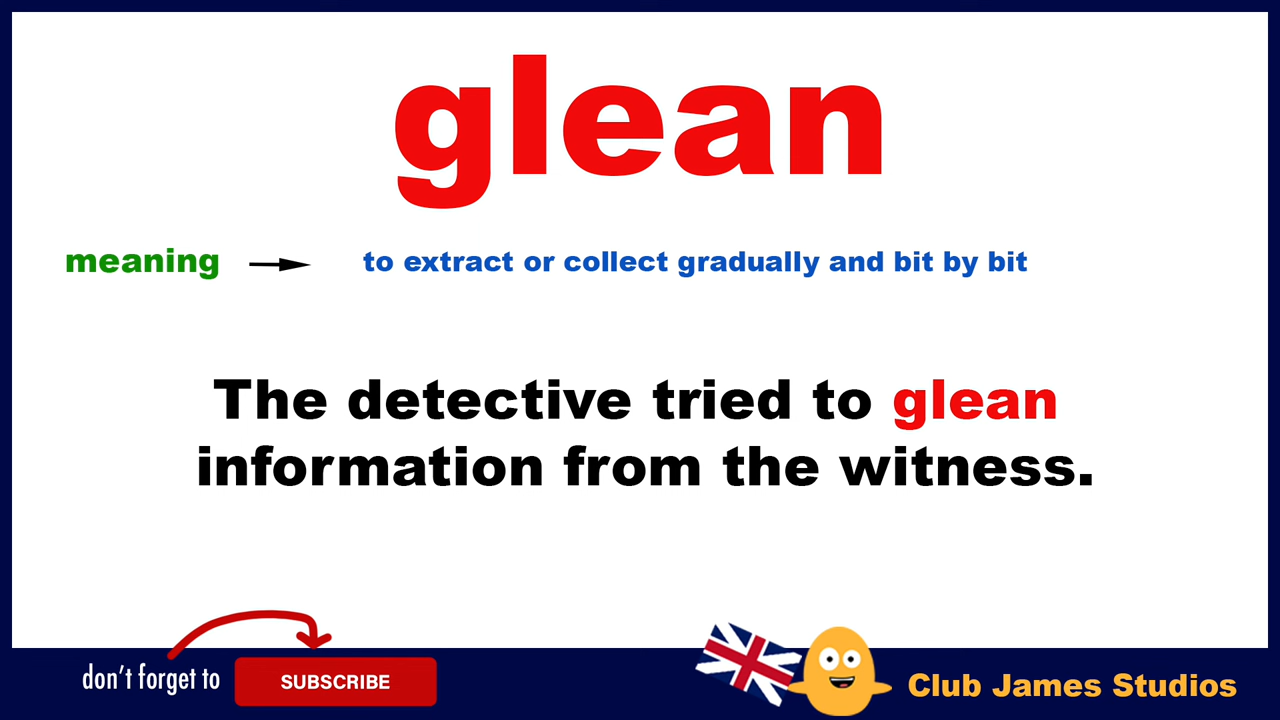 glean
meaning
to extract or collect gradually and bit by bit
The detective tried to glean
information from the witness.
don't forget to
SUBSCRIBE
Club James Studios